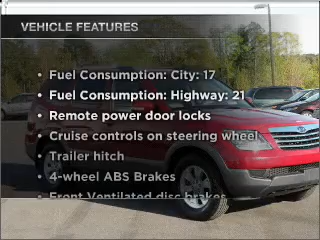 VEHICLE FEATURES
• Fuel Consumption: City: 17
• Fuel Consumption: Highway: 21
• Remote power door locks
• Cruise controls on steering wheel
• Trailer hitch
• 4-wheel ABS Brakes
• Front Ventilated disc brakes